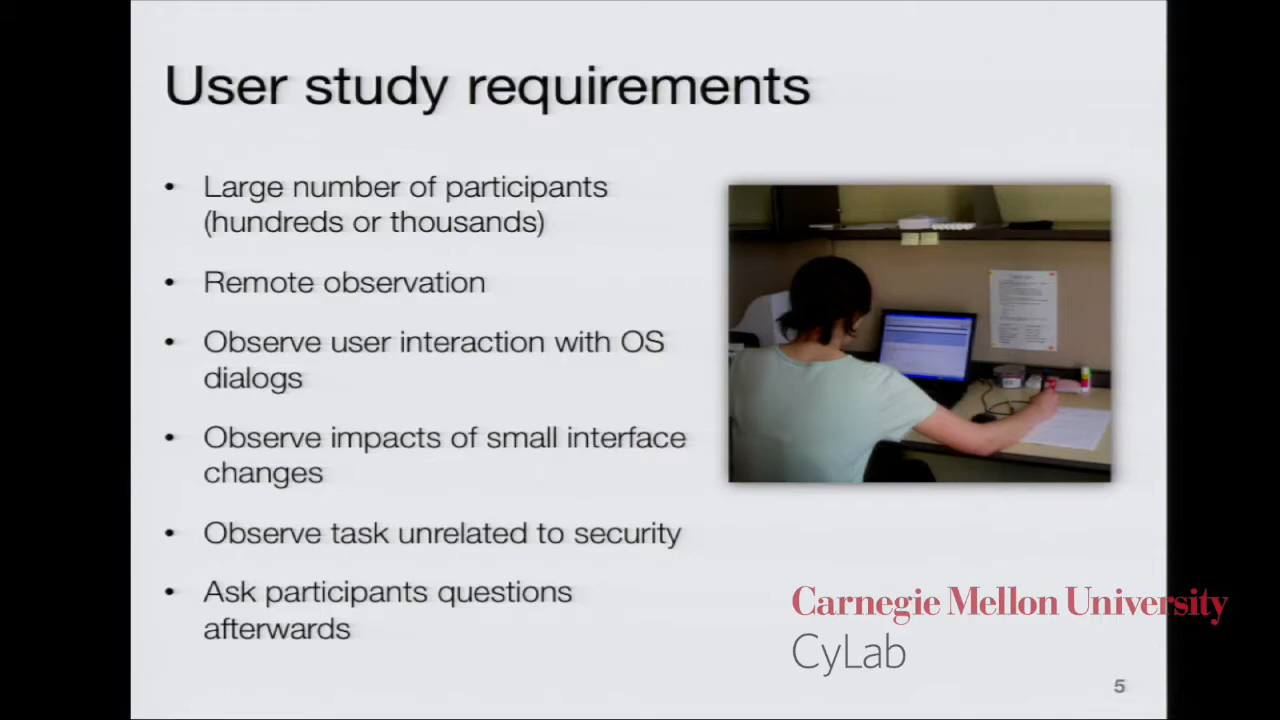 User study requirements
• Large number of participants
(hundreds or thousands)
• Remote observation
• Observe user interaction with OS
dialogs
• Observe impacts of small interface
changes
• Observe task unrelated to security
• Ask participants questions
afterwards
Carnegie Mellon University
CyLab
5